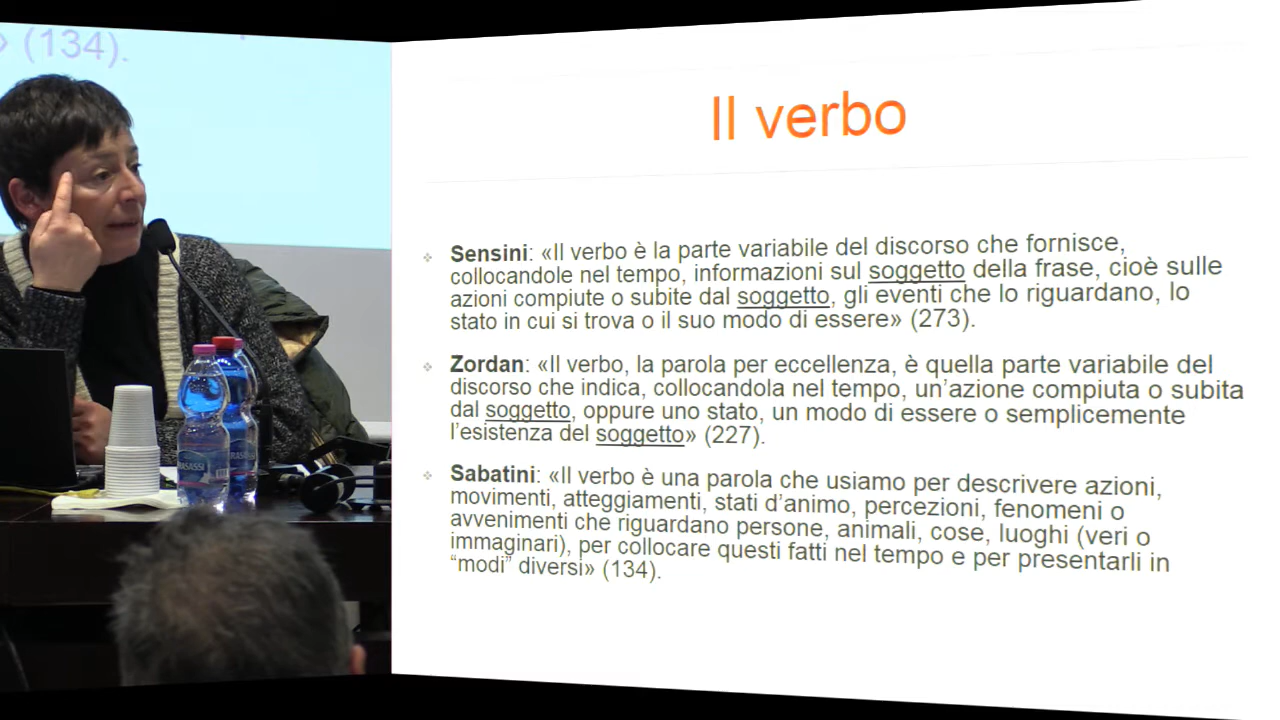 » (134).
Il verbo
Sensini: «Il verbo è la parte variabile del discorso che fornisce,
collocandole nel tempo, informazioni sul soggetto della frase, cioè sulle
azioni compiute o subite dal soggetto, gli eventi che lo riguardano, lo
stato in cui si trova o il suo modo di essere» (273).
Zordan: «Il verbo, la parola per eccellenza, è quella parte variabile del
discorso che indica, collocandola nel tempo, un’azione compiuta o subita
dal soggetto, oppure uno stato, un modo di essere o semplicemente
l’esistenza del soggetto» (227).
Sabatini: «Il verbo è una parola che usiamo per descrivere azioni,
movimenti, atteggiamenti, stati d’animo, percezioni, fenomeni o
avvenimenti che riguardano persone, animali, cose, luoghi (veri o
immaginari), per collocare questi fatti nel tempo e per presentarli in
“modi” diversi» (134).